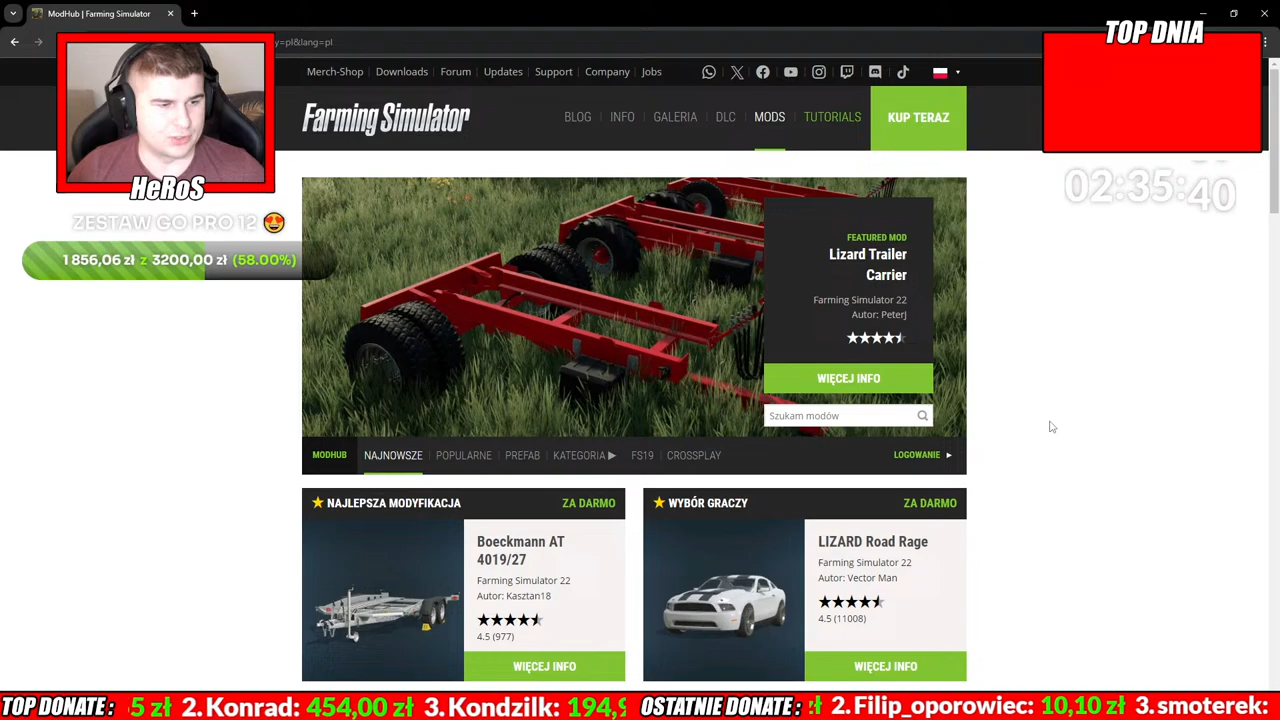 ModHub | Farming Simulator
y=pl&lang=pl
TOP DNIA
Merch-Shop Downloads Forum Updates Support Company Jobs
Farming Simulator
BLOG INFO GALERIA DLC MODS TUTORIALS KUP TERAZ
HeRoS
02:35:40
ZESTAW GO PRO 12 😍
1 856,06 zł z 3200,00 zł (58.00%)
FEATURED MOD
Lizard Trailer
Carrier
Farming Simulator 22
Autor: Peterj
WIĘCEJ INFO
Szukam modów
MODHUB NAJNOWSZE POPULARNE PREFAB KATEGORIA ▶ FS19 CROSSPLAY LOGOWANIE ▸
NAJLEPSZA MODYFIKACJA ZA DARMO
Boeckmann AT
4019/27
Farming Simulator 22
Autor: Kasztan18
4.5 (977)
WIĘCEJ INFO
WYBÓR GRACZY ZA DARMO
LIZARD Road Rage
Farming Simulator 22
Autor: Vector Man
4.5 (11008)
WIĘCEJ INFO
TOP DONATE : 5 zł 2. Konrad: 454,00 zł 3. Kondzilk: 194,9
OSTATNIE DONATE : zł 2. Filip_oporowiec: 10,10 zł 3. smoterek: